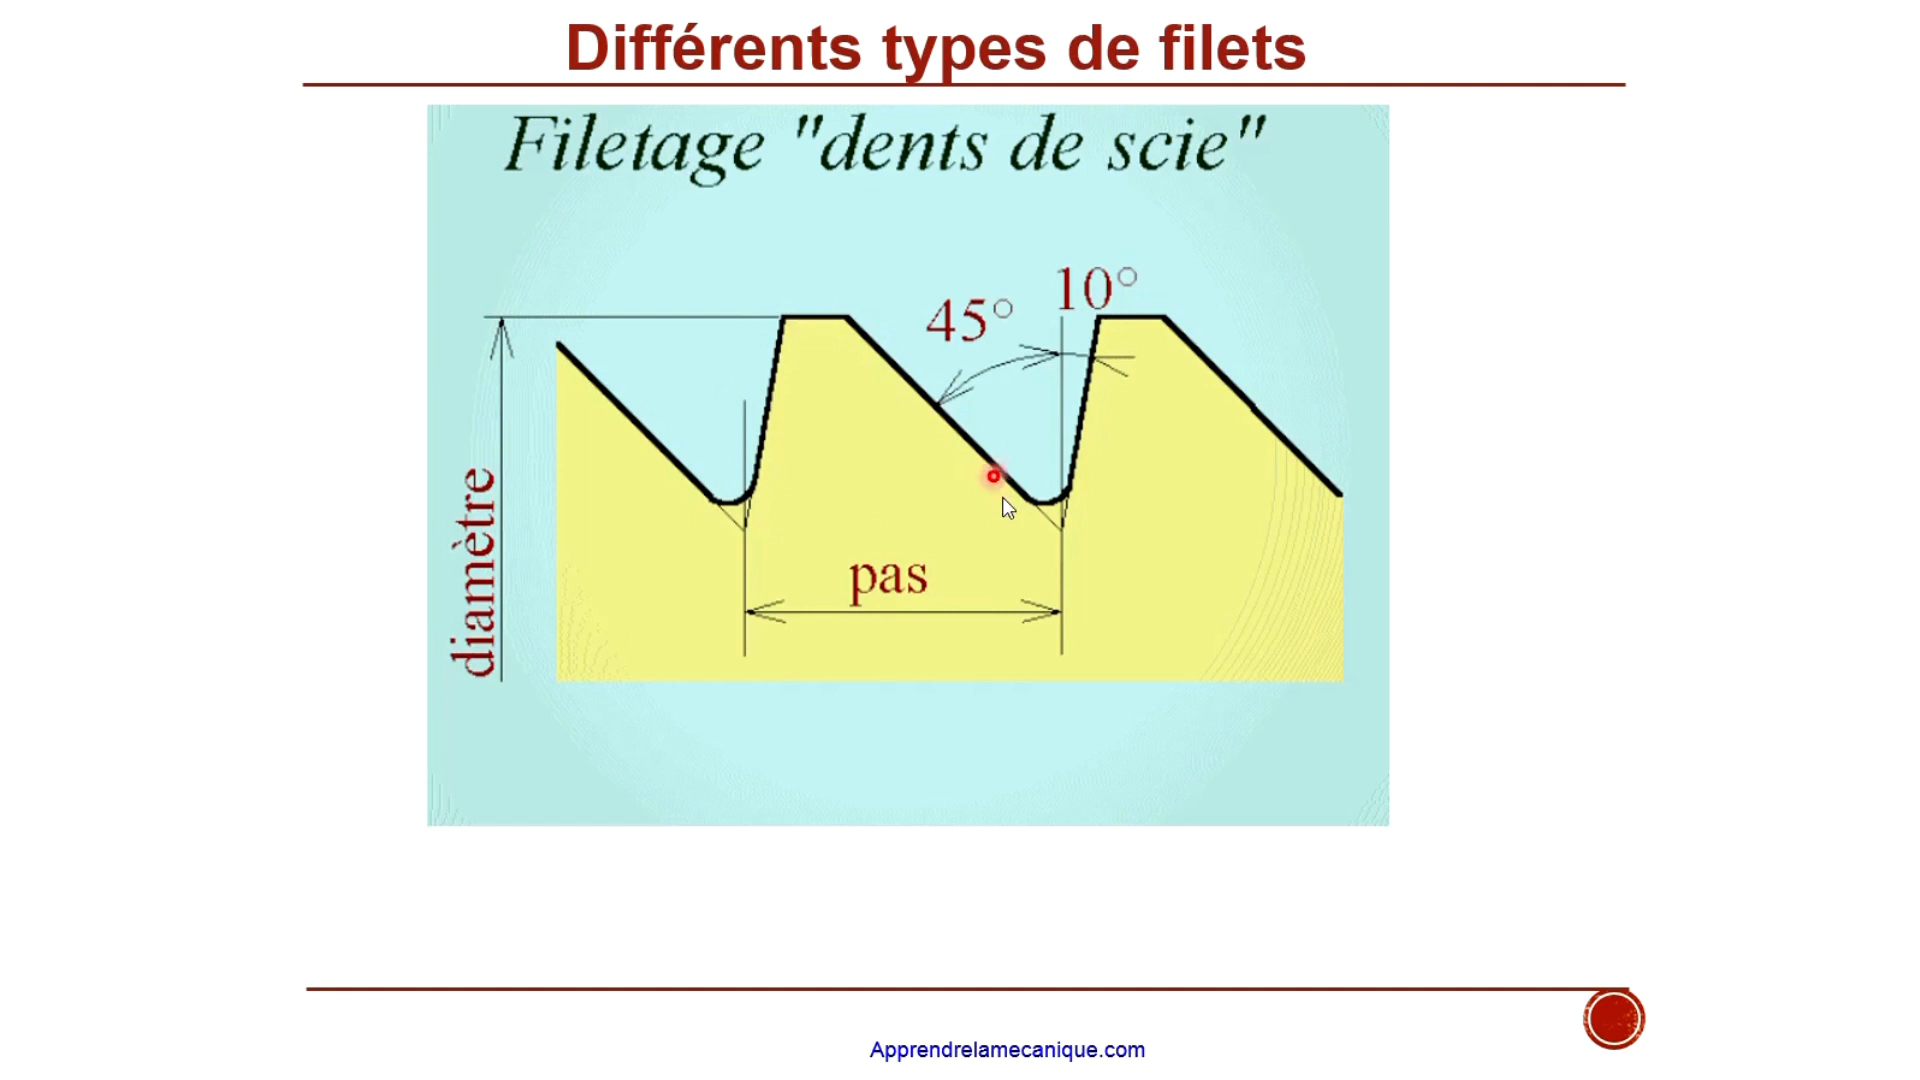 Différents types de filets
Filetage "dents de scie"
10°
45°
diamètre
pas
Apprendrelamecanique.com